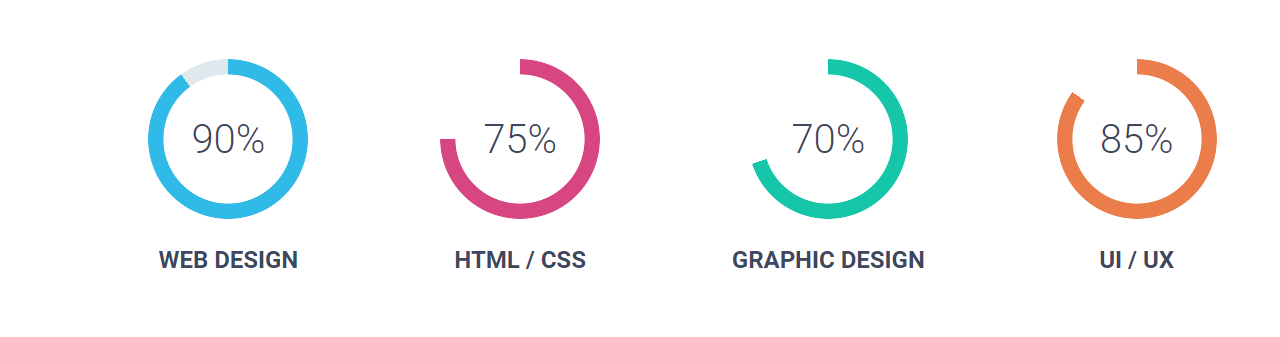 90%
75%
70%
85%
WEB DESIGN
HTML / CSS
GRAPHIC DESIGN
UI / UX